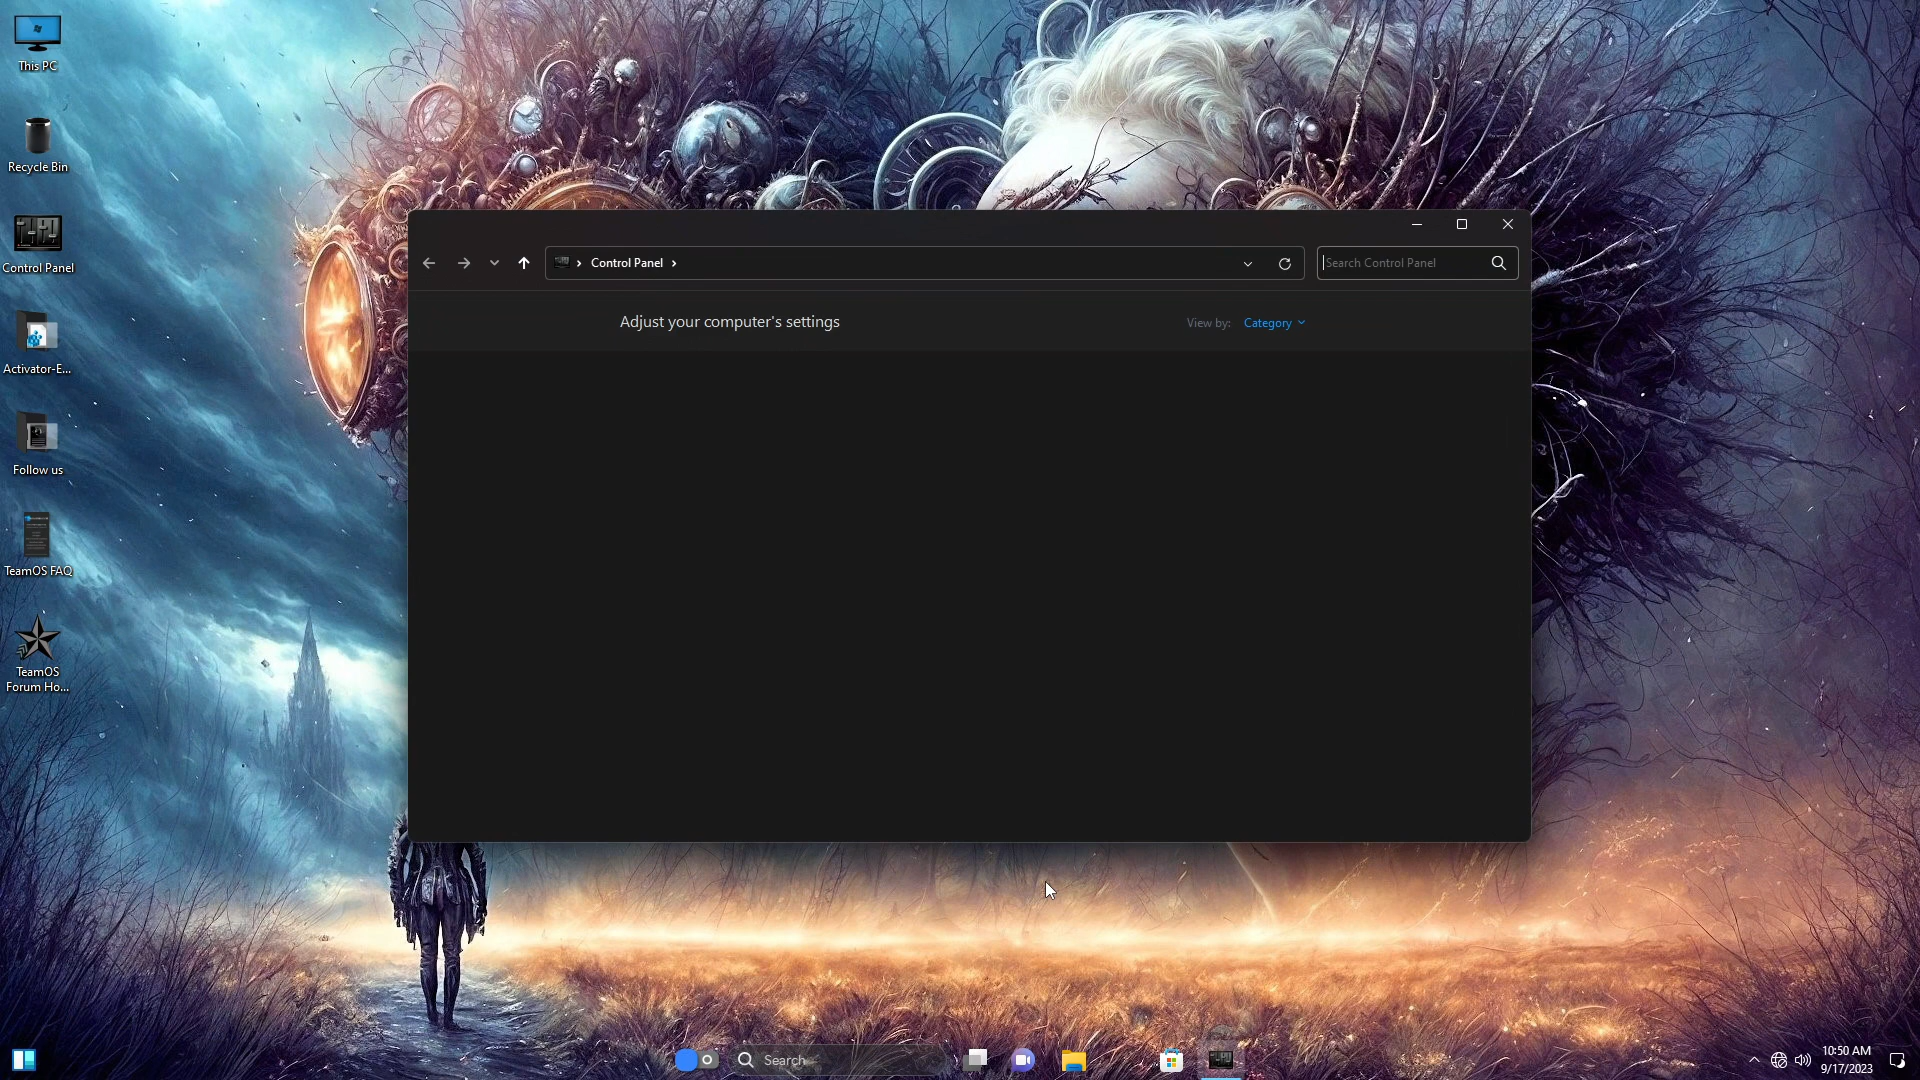 This PC
Recycle Bin
Control Panel
Activator-E...
Follow us
TeamOS FAQ
TeamOS
Forum Ho...
Control Panel
Search Control Panel
Adjust your computer's settings
View by:
Category
Search
10:50 AM
9/17/2023